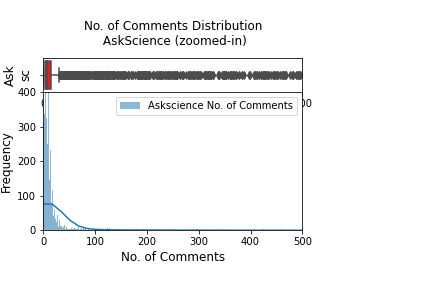 No. of Comments Distribution
AskScience (zoomed-in)
Ask
sc
400
300
200
100
0
Frequency
Askscience No. of Comments
0 100 200 300 400 500
No. of Comments